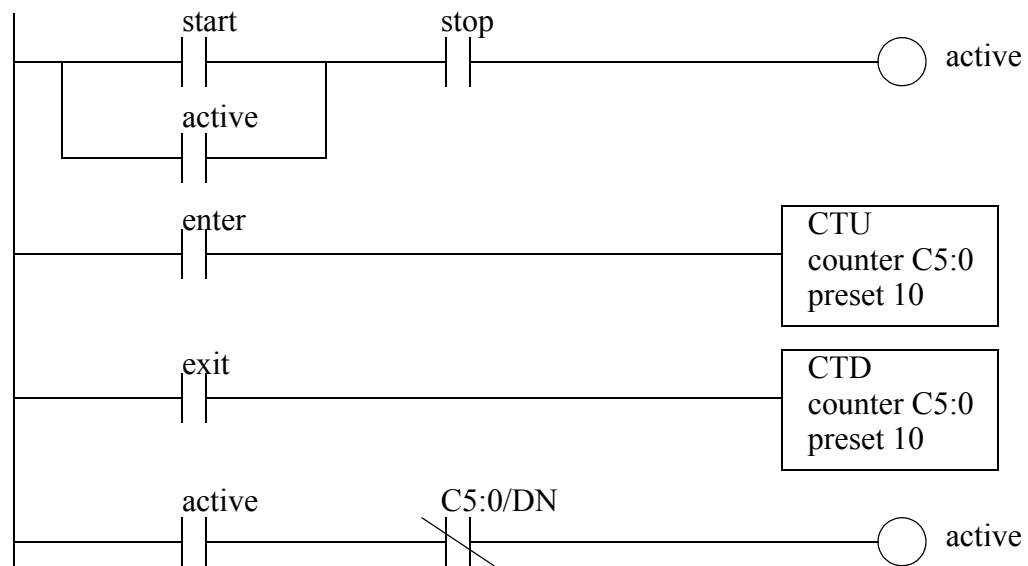 start
stop
active
active
enter
CTU
counter C5:0
preset 10
exit
CTD
counter C5:0
preset 10
active
C5:0/DN
active